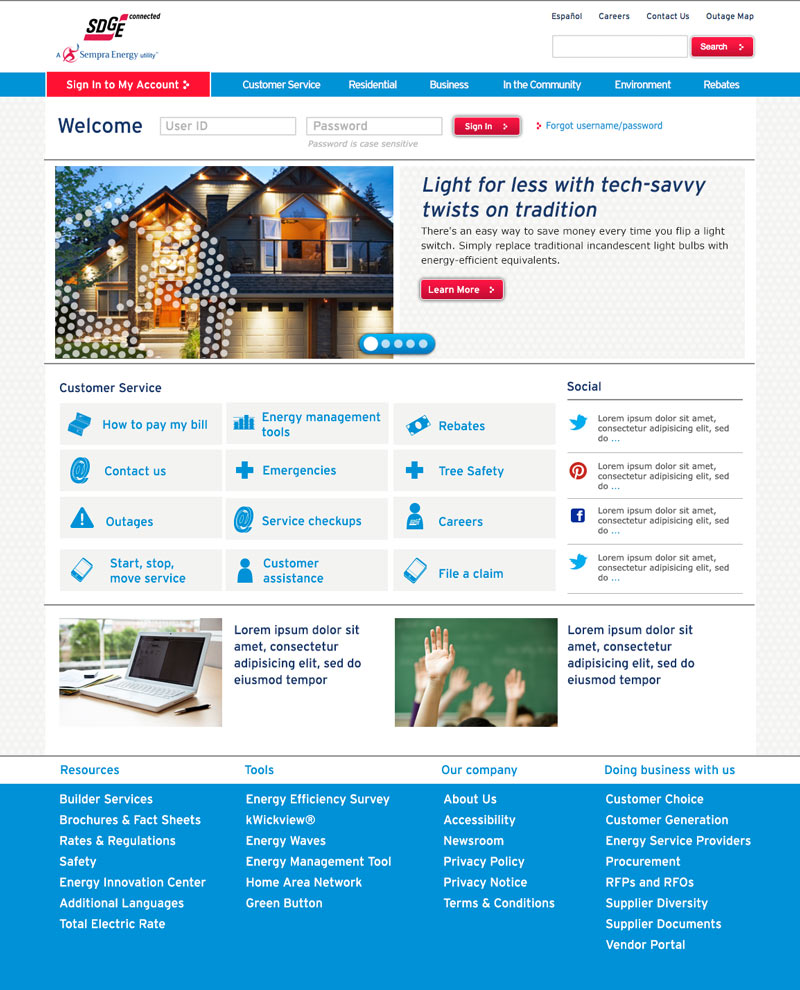 SDGE connected
A Sempra Energy utility
Español Careers Contact Us Outage Map
Search
Sign In to My Account
Customer Service Residential Business In the Community Environment Rebates
Welcome User ID Password Sign In Forgot username/password
Password is case sensitive
Light for less with tech-savvy
twists on tradition
There's an easy way to save money every time you flip a light
switch. Simply replace traditional incandescent light bulbs with
energy-efficient equivalents.
Learn More
Customer Service
How to pay my bill
Energy management
tools
Rebates
Contact us
Emergencies
Tree Safety
Outages
Service checkups
Careers
Start, stop,
move service
Customer
assistance
File a claim
Social
Lorem ipsum dolor sit amet,
consectetur adipisicing elit, sed
do ...
Lorem ipsum dolor sit amet,
consectetur adipisicing elit, sed
do ...
Lorem ipsum dolor sit amet,
consectetur adipisicing elit, sed
do ...
Lorem ipsum dolor sit amet,
consectetur adipisicing elit, sed
do ...
Lorem ipsum dolor sit
amet, consectetur
adipisicing elit, sed do
eiusmod tempor
Lorem ipsum dolor sit
amet, consectetur
adipisicing elit, sed do
eiusmod tempor
Resources
Builder Services
Brochures & Fact Sheets
Rates & Regulations
Safety
Energy Innovation Center
Additional Languages
Total Electric Rate
Tools
Energy Efficiency Survey
kWickview®
Energy Waves
Energy Management Tool
Home Area Network
Green Button
Our company
About Us
Accessibility
Newsroom
Privacy Policy
Privacy Notice
Terms & Conditions
Doing business with us
Customer Choice
Customer Generation
Energy Service Providers
Procurement
RFPs and RFOs
Supplier Diversity
Supplier Documents
Vendor Portal